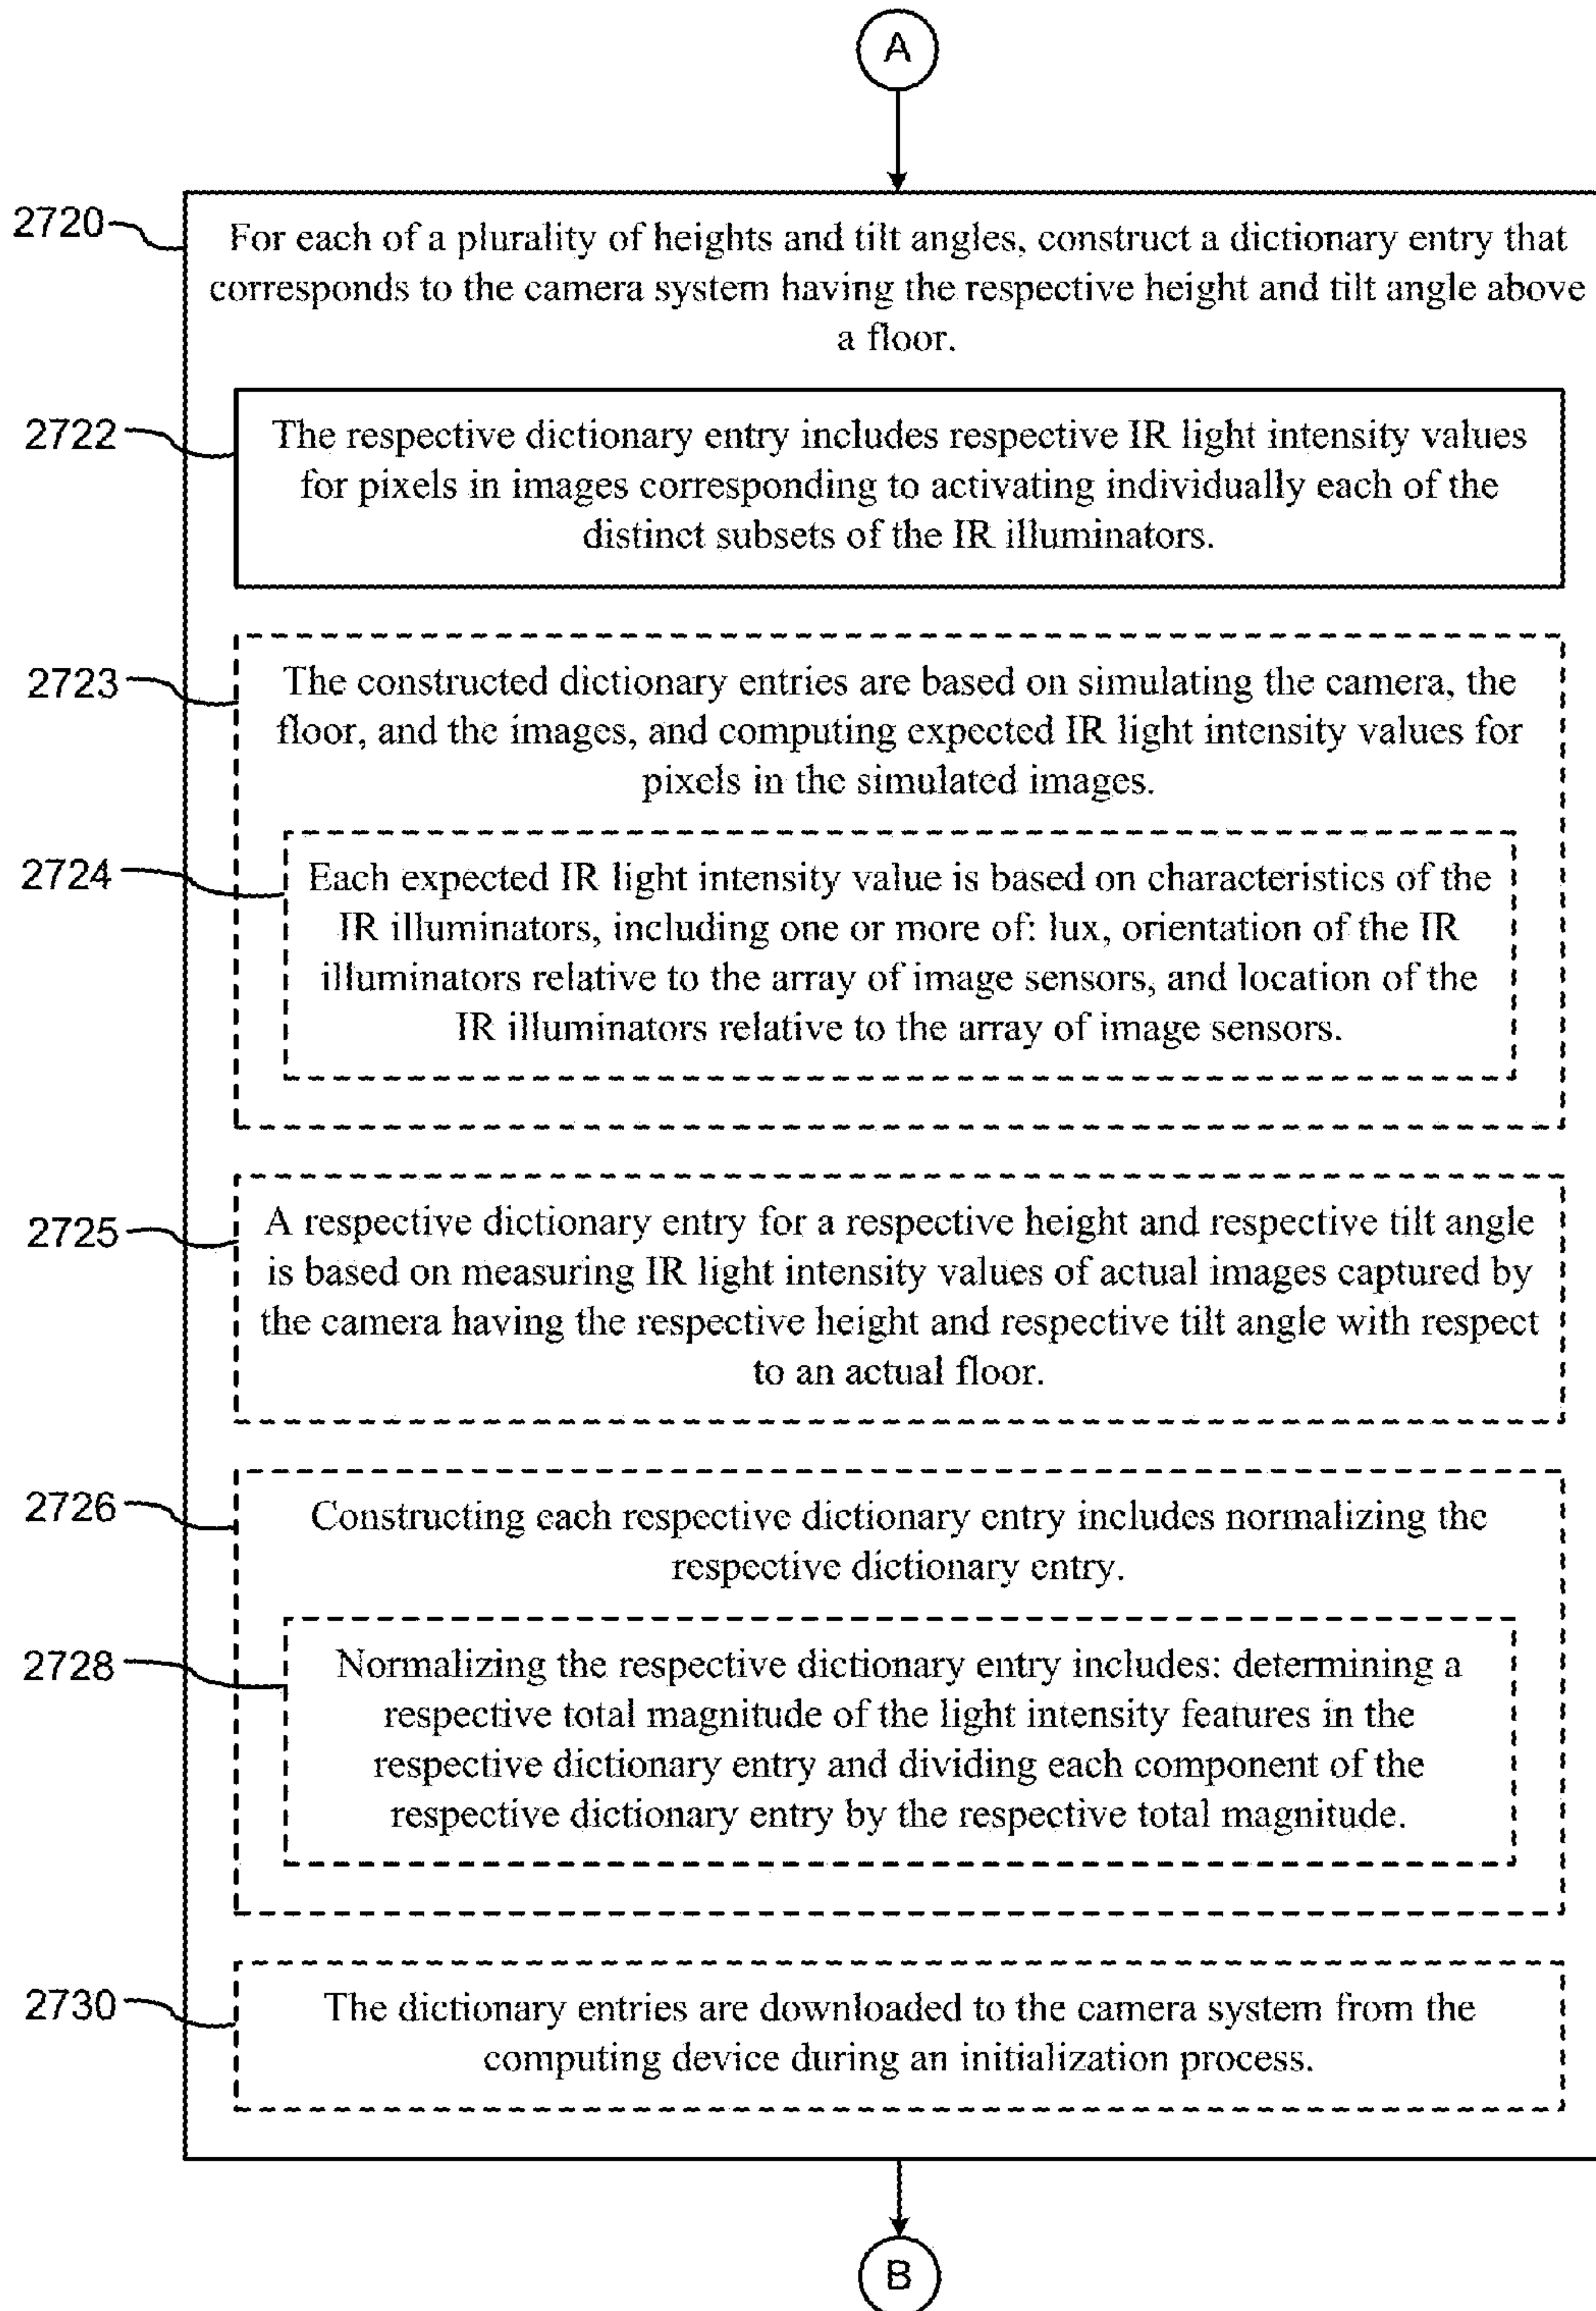 A
2720
For each of a plurality of heights and tilt angles, construct a dictionary entry that
corresponds to the camera system having the respective height and tilt angle above
a floor.
2722
The respective dictionary entry includes respective IR light intensity values
for pixels in images corresponding to activating individually each of the
distinct subsets of the IR illuminators.
2723
The constructed dictionary entries are based on simulating the camera, the
floor, and the images, and computing expected IR light intensity values for
pixels in the simulated images.
2724
Each expected IR light intensity value is based on characteristics of the
IR illuminators, including one or more of: lux, orientation of the IR
illuminators relative to the array of image sensors, and location of the
IR illuminators relative to the array of image sensors.
2725
A respective dictionary entry for a respective height and respective tilt angle
is based on measuring IR light intensity values of actual images captured by
the camera having the respective height and respective tilt angle with respect
to an actual floor.
2726
Constructing each respective dictionary entry includes normalizing the
respective dictionary entry.
2728
Normalizing the respective dictionary entry includes: determining a
respective total magnitude of the light intensity features in the
respective dictionary entry and dividing each component of the
respective dictionary entry by the respective total magnitude.
2730
The dictionary entries are downloaded to the camera system from the
computing device during an initialization process.
B